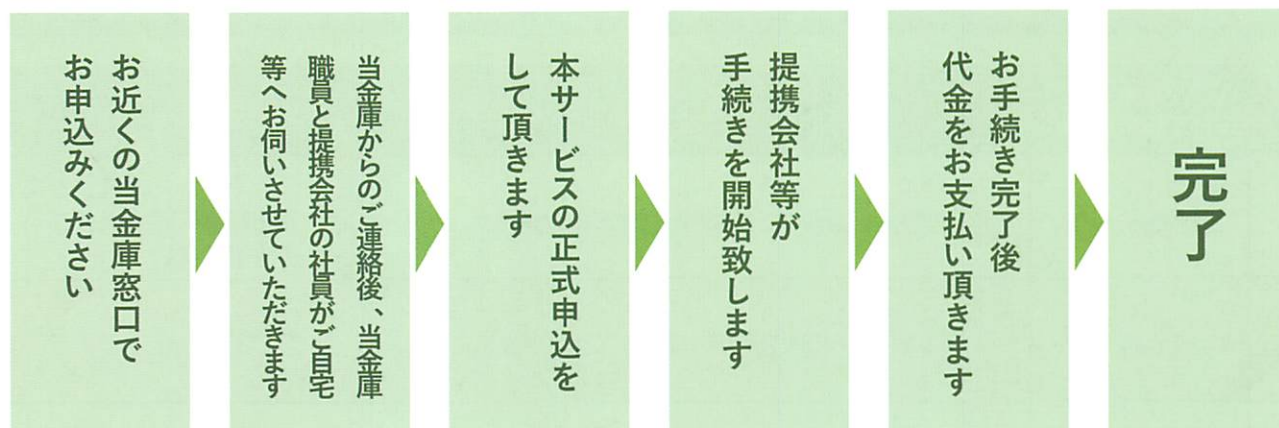 お近くの当金庫窓口で
お申込みください
当金庫からのご連絡後、当金庫
職員と提携会社の社員がご自宅
等へお伺いさせていただきます
本サービスの正式申込を
して頂きます
提携会社等が
手続きを開始致します
お手続き完了後
代金をお支払い頂きます
完了